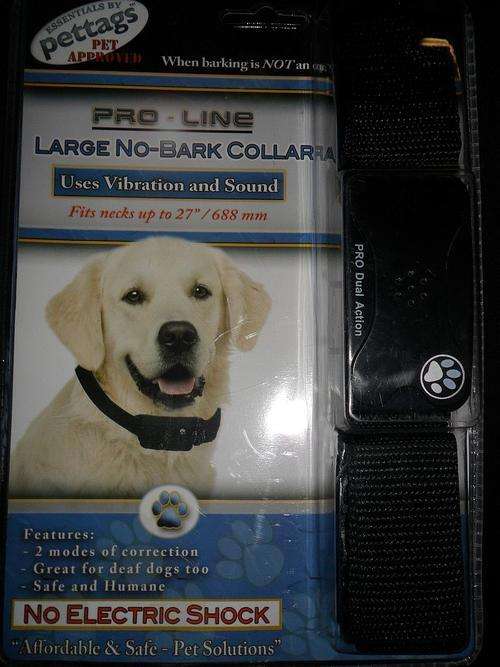 ESSENTIALS BY
pettags
PET
APPROVED
When barking is NOT an
PRO - LINE
LARGE NO-BARK COLLAR
Uses Vibration and Sound
Fits necks up to 27" / 688 mm
PRO Dual Action
Features:
- 2 modes of correction
- Great for deaf dogs too
- Safe and Humane
NO ELECTRIC SHOCK
"Affordable & Safe - Pet Solutions"